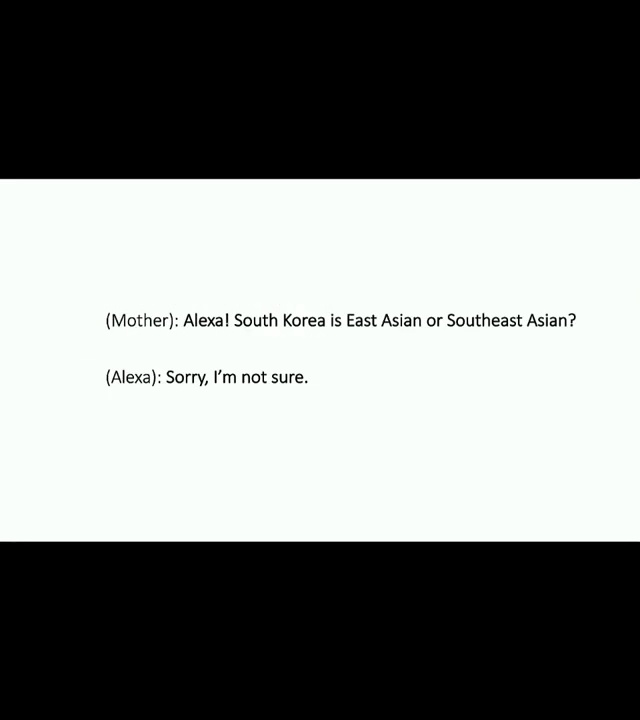 (Mother): Alexa! South Korea is East Asian or Southeast Asian?
(Alexa): Sorry, I’m not sure.